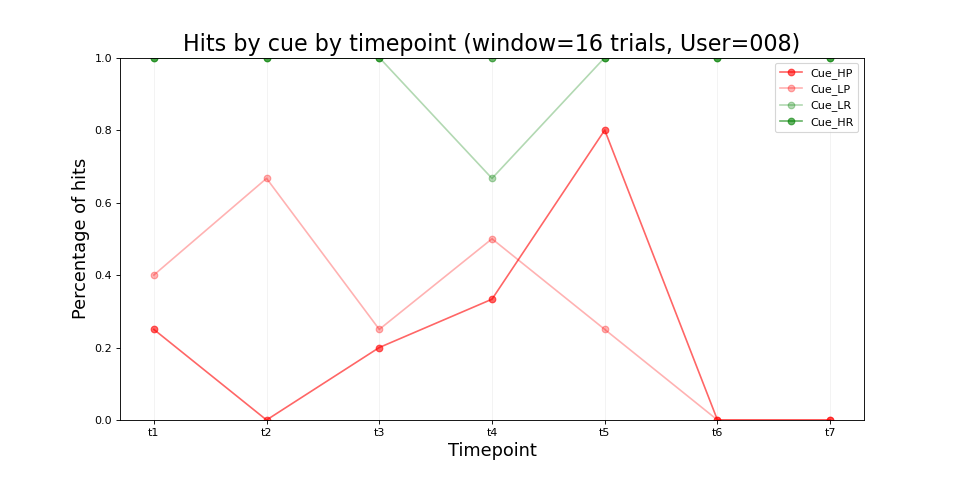 Hits by cue by timepoint (window=16 trials, User=008)
Percentage of hits
1.0
0.8
0.6
0.4
0.2
0.0
Cue_HP
Cue_LP
Cue_LR
Cue_HR
t1 t2 t3 t4 t5 t6 t7
Timepoint